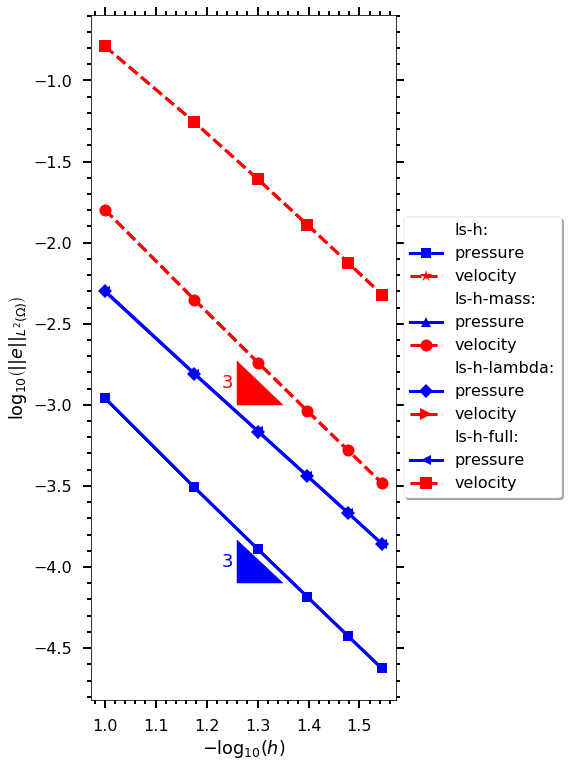 −1.0
−1.5
−2.0
−2.5
−3.0
−3.5
−4.0
−4.5
log₁₀(||e||_{L²(Ω)})
3
3
1.0 1.1 1.2 1.3 1.4 1.5
−log₁₀(h)
ls-h:
pressure
velocity
ls-h-mass:
pressure
velocity
ls-h-lambda:
pressure
velocity
ls-h-full:
pressure
velocity